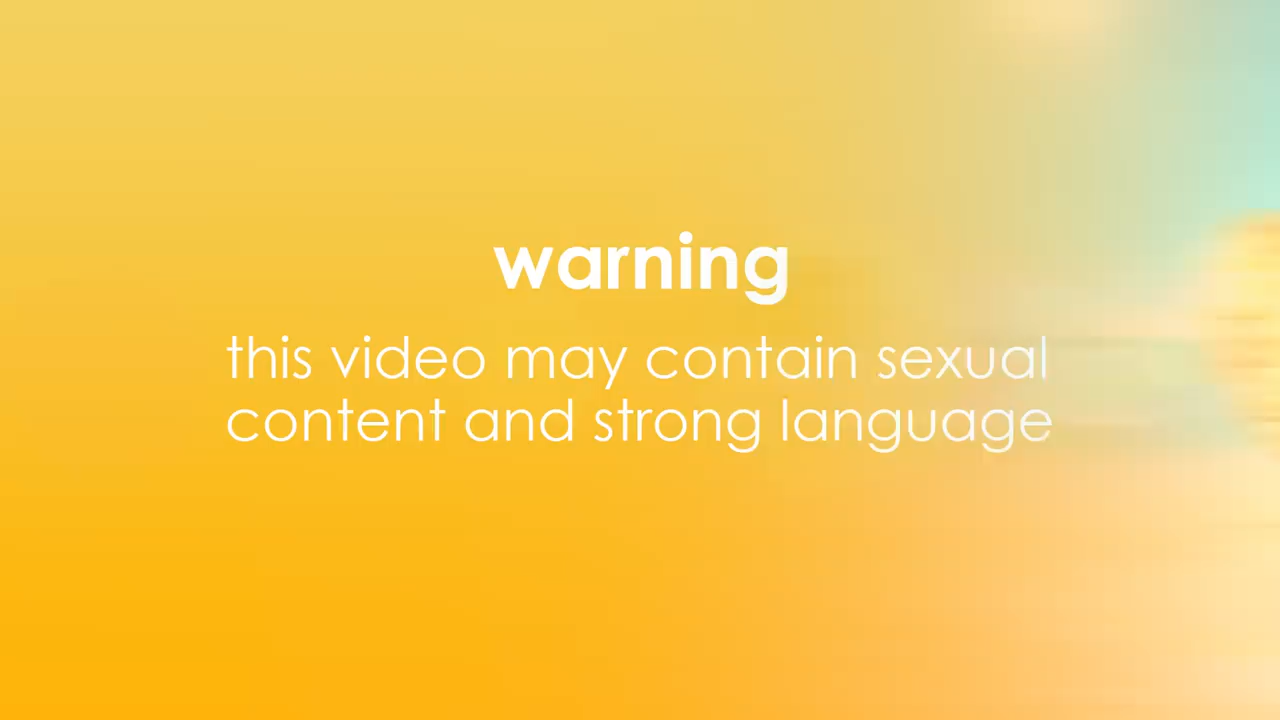 warning
this video may contain sexual
content and strong language